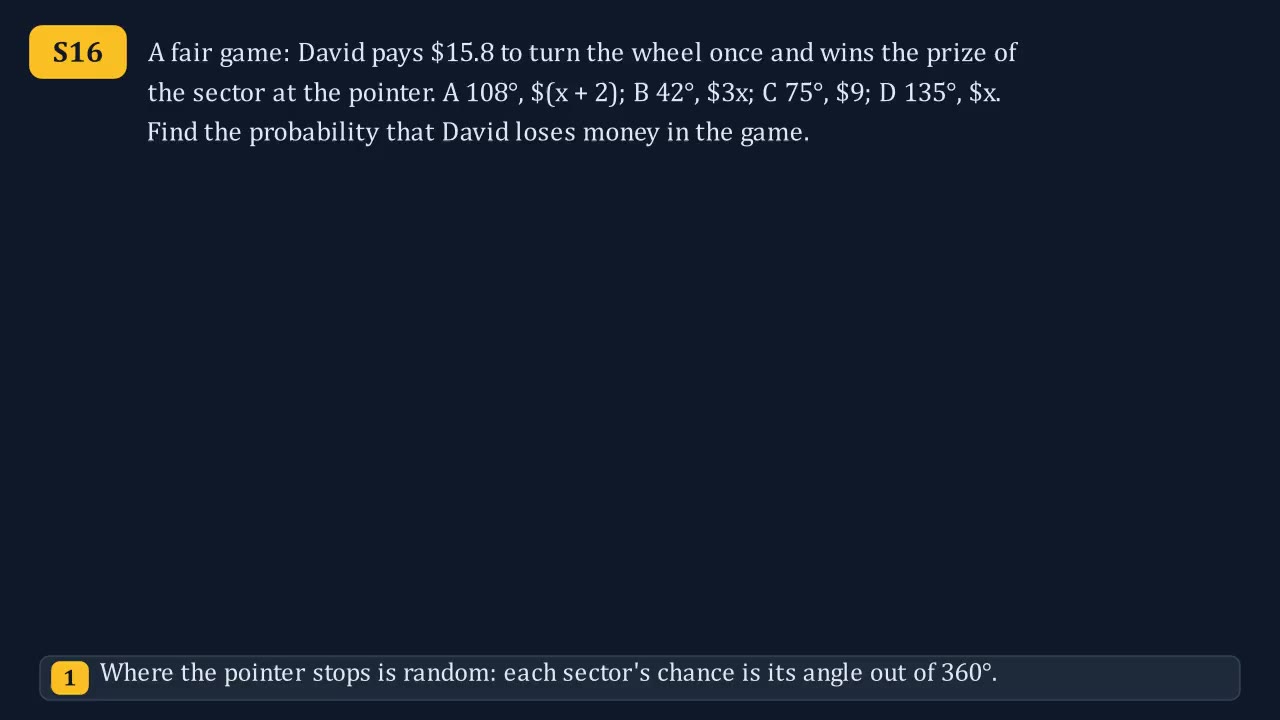 S16
A fair game: David pays $15.8 to turn the wheel once and wins the prize of
the sector at the pointer. A 108°, $(x + 2); B 42°, $3x; C 75°, $9; D 135°, $x.
Find the probability that David loses money in the game.
1 Where the pointer stops is random: each sector's chance is its angle out of 360°.